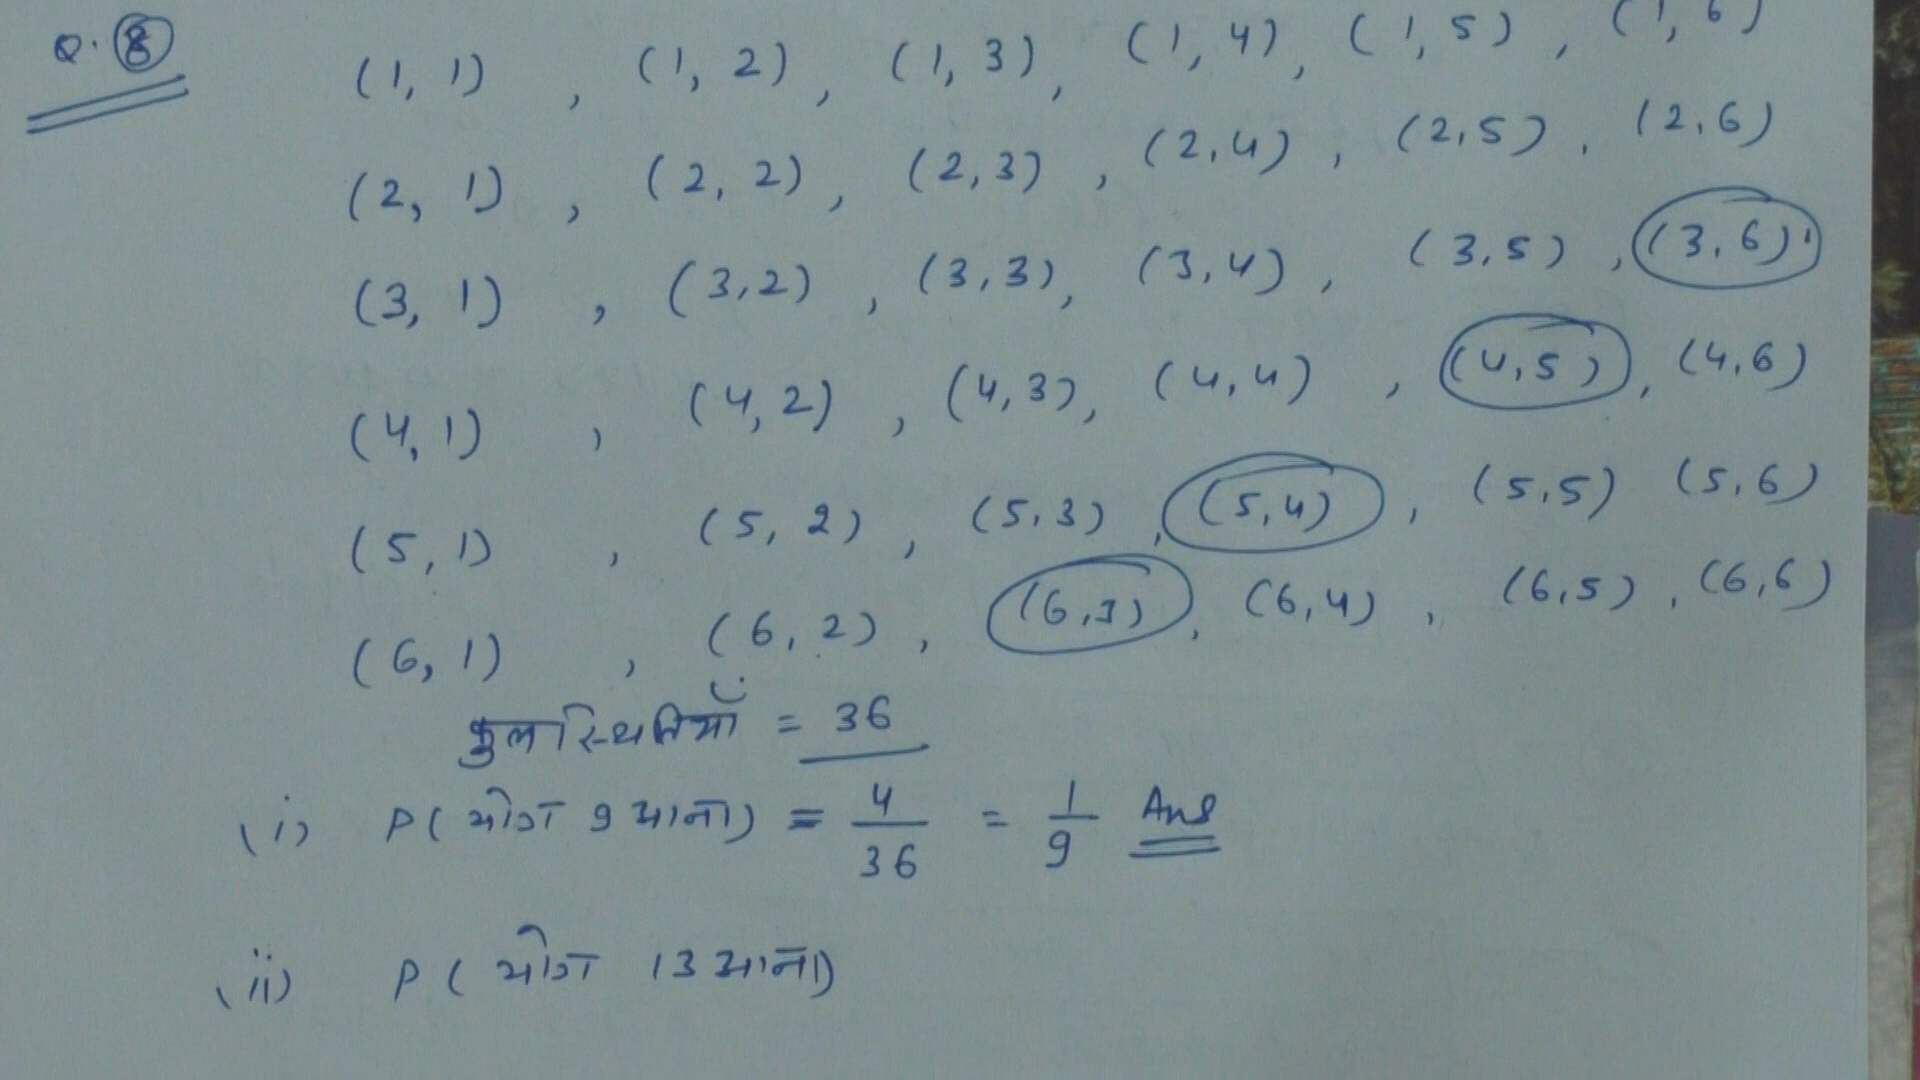 Q. 8
(1, 1) , (1, 2) , (1, 3) , (1, 4) , (1, 5) , (1, 6)
(2, 1) , (2, 2) , (2, 3) , (2,4) , (2,5) , (2,6)
(3, 1) , (3,2) , (3,3) , (3,4) , (3,5) , (3,6)
(4, 1) , (4, 2) , (4,3) , (4,4) , (4,5) , (4,6)
(5, 1) , (5, 2) , (5,3) , (5,4) , (5,5) (5,6)
(6, 1) , (6, 2) , (6,3) , (6,4) , (6,5) , (6,6)
कुल स्थितियाँ = 36
(i) P( योग 9 आना) = 4/36 = 1/9 Ans
(ii) P( योग 13 आना)